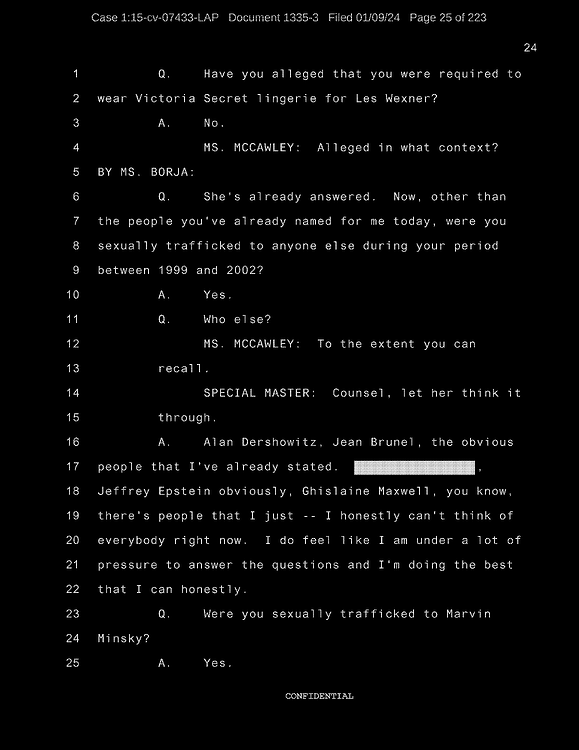 Case 1:15-cv-07433-LAP Document 1335-3 Filed 01/09/24 Page 25 of 223
24
1 Q. Have you alleged that you were required to
2 wear Victoria Secret lingerie for Les Wexner?
3 A. No.
4 MS. MCCAWLEY: Alleged in what context?
5 BY MS. BORJA:
6 Q. She's already answered. Now, other than
7 the people you've already named for me today, were you
8 sexually trafficked to anyone else during your period
9 between 1999 and 2002?
10 A. Yes.
11 Q. Who else?
12 MS. MCCAWLEY: To the extent you can
13 recall.
14 SPECIAL MASTER: Counsel, let her think it
15 through.
16 A. Alan Dershowitz, Jean Brunel, the obvious
17 people that I've already stated. ,
18 Jeffrey Epstein obviously, Ghislaine Maxwell, you know,
19 there's people that I just -- I honestly can't think of
20 everybody right now. I do feel like I am under a lot of
21 pressure to answer the questions and I'm doing the best
22 that I can honestly.
23 Q. Were you sexually trafficked to Marvin
24 Minsky?
25 A. Yes.
CONFIDENTIAL